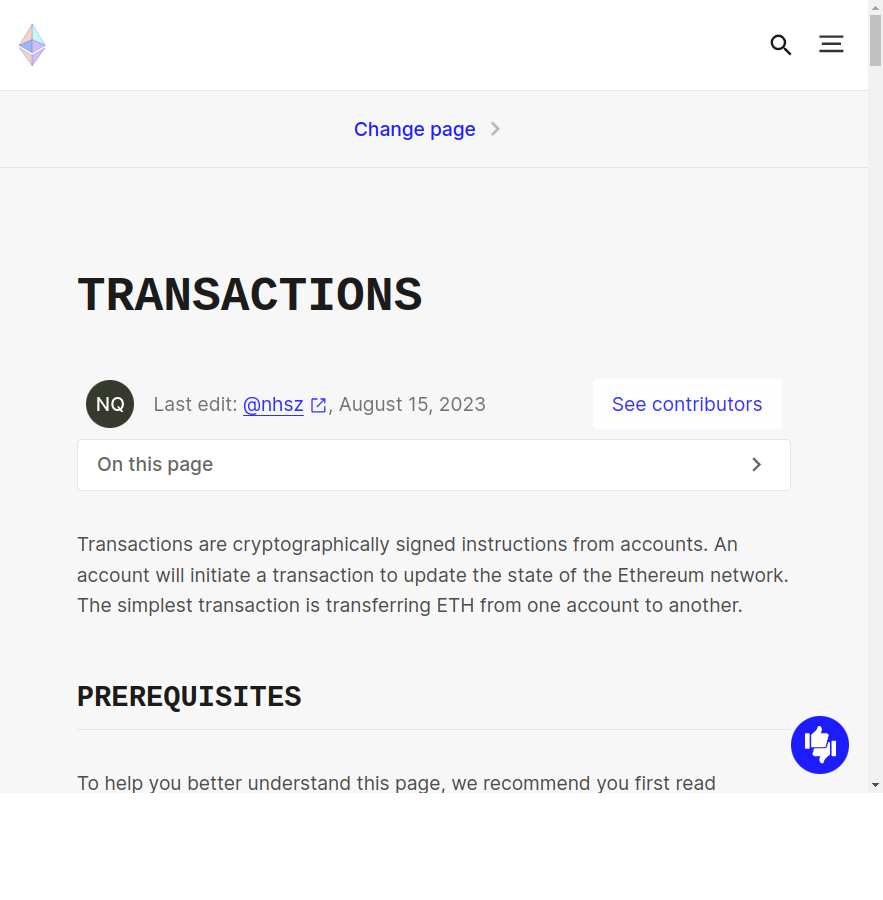 Change page
TRANSACTIONS
NQ
Last edit: @nhsz, August 15, 2023
See contributors
On this page
Transactions are cryptographically signed instructions from accounts. An
account will initiate a transaction to update the state of the Ethereum network.
The simplest transaction is transferring ETH from one account to another.
PREREQUISITES
To help you better understand this page, we recommend you first read